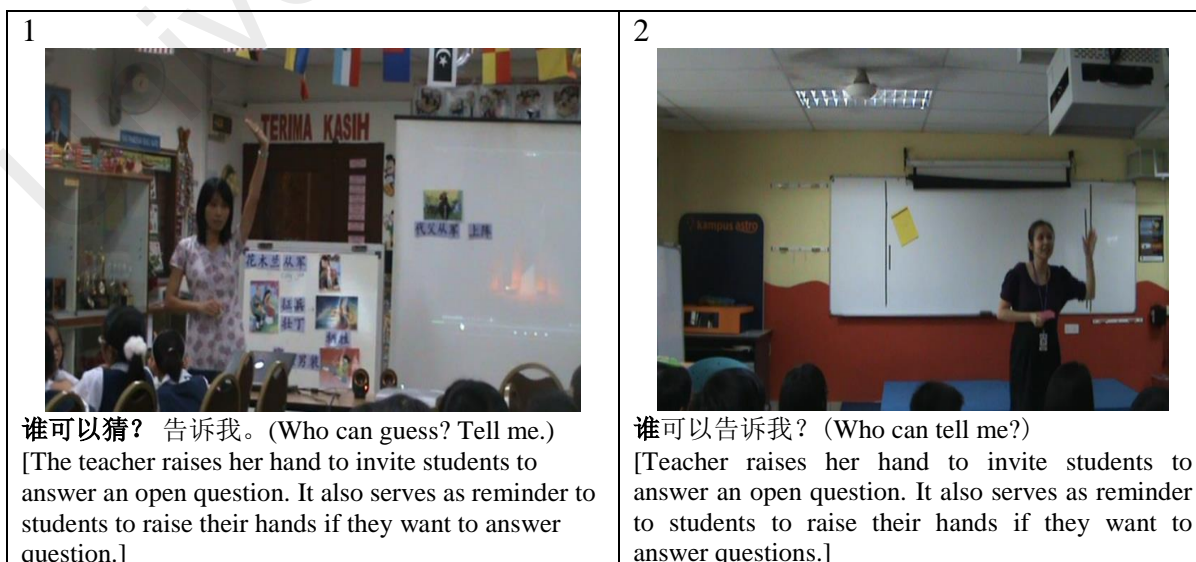 1
TERIMA KASIH
代父从军 上阵
花木兰从军
壮丁
男装
谁可以猜？ 告诉我。(Who can guess? Tell me.)
[The teacher raises her hand to invite students to
answer an open question. It also serves as reminder to
students to raise their hands if they want to answer
question.]
2
kampus astro
谁可以告诉我？（Who can tell me?）
[Teacher raises her hand to invite students to
answer an open question. It also serves as reminder
to students to raise their hands if they want to
answer questions.]